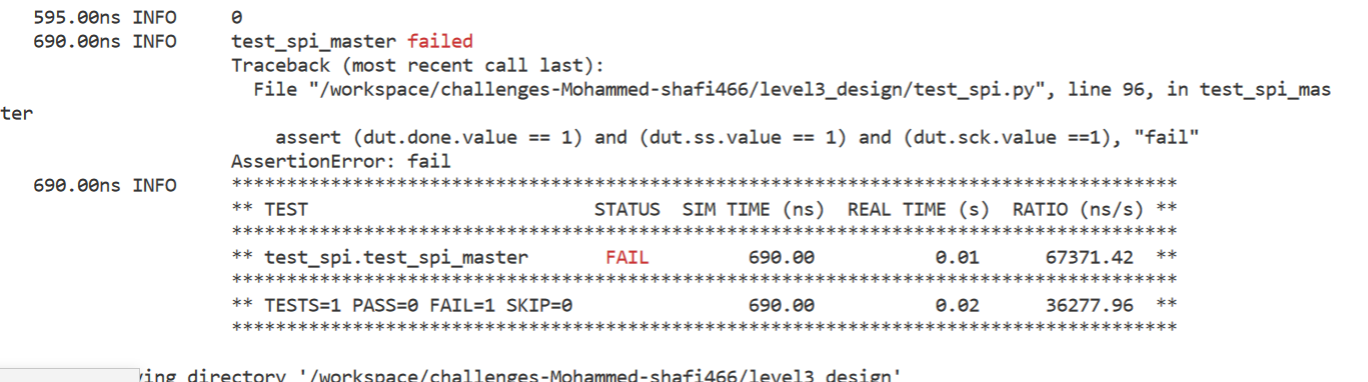 595.00ns INFO     0
690.00ns INFO     test_spi_master failed
Traceback (most recent call last):
File "/workspace/challenges-Mohammed-shafi466/level3_design/test_spi.py", line 96, in test_spi_mas
ter
assert (dut.done.value == 1) and (dut.ss.value == 1) and (dut.sck.value ==1), "fail"
AssertionError: fail
690.00ns INFO     **************************************************************************************
** TEST                          STATUS  SIM TIME (ns)  REAL TIME (s)  RATIO (ns/s) **
**************************************************************************************
** test_spi.test_spi_master       FAIL         690.00           0.01      67371.42  **
**************************************************************************************
** TESTS=1 PASS=0 FAIL=1 SKIP=0                690.00           0.02      36277.96  **
**************************************************************************************
ing directory '/workspace/challenges-Mohammed-shafi466/level3_design'